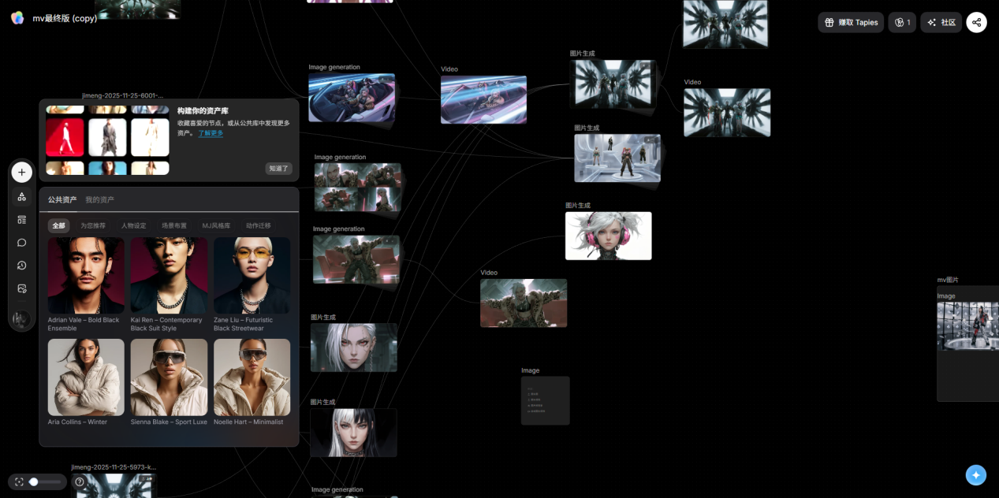 mv最终版 (copy)
赚取 Tapies
1
社区
图片生成
Image generation
Video
Video
jimeng-2025-11-25-6001-...
构建你的资产库
收藏喜爱的节点，或从公共库中发现更多
资产。 了解更多
知道了
图片生成
Image generation
公共资产
我的资产
图片生成
全部
为您推荐
人物设定
场景布置
MJ风格库
动作迁移
Image generation
Video
mv图片
Image
Adrian Vale – Bold Black
Ensemble
Kai Ren – Contemporary
Black Suit Style
Zane Liu – Futuristic
Black Streetwear
图片生成
Image
图片生成
Aria Collins – Winter
Sienna Blake – Sport Luxe
Noelle Hart – Minimalist
jimeng-2025-11-25-5973-k...
Image generation